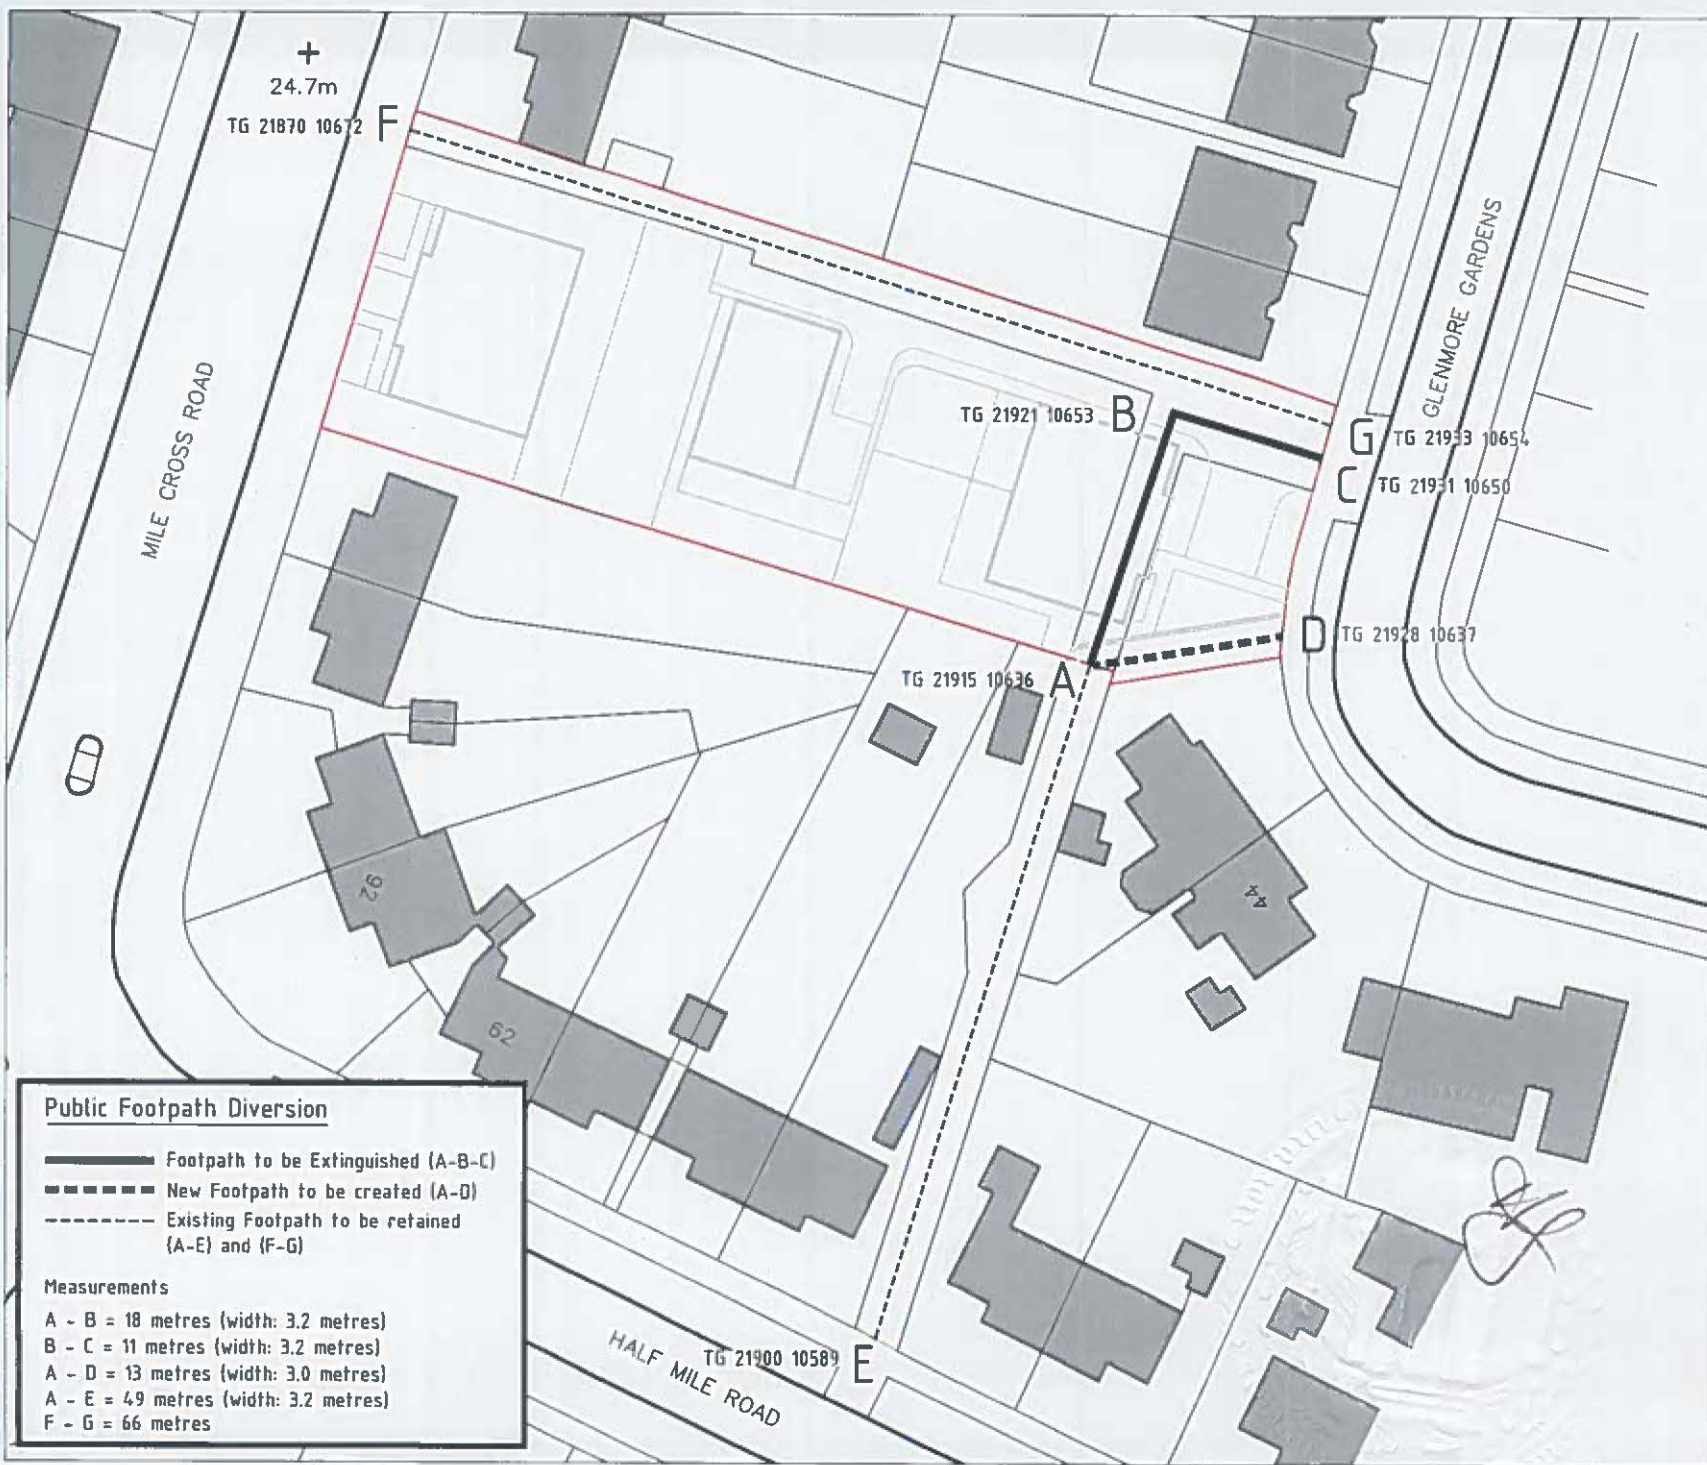 24.7m
TG 21870 10672 F
MILE CROSS ROAD
GLENMORE GARDENS
TG 21921 10653 B
G TG 21933 10654
C TG 21931 10650
D TG 21928 10637
TG 21915 10636 A
92
44
62
TG 21900 10589 E
HALF MILE ROAD
Public Footpath Diversion
Footpath to be Extinguished (A-B-C)
New Footpath to be created (A-D)
Existing Footpath to be retained
(A-E) and (F-G)
Measurements
A - B = 18 metres (width: 3.2 metres)
B - C = 11 metres (width: 3.2 metres)
A - D = 13 metres (width: 3.0 metres)
A - E = 49 metres (width: 3.2 metres)
F - G = 66 metres